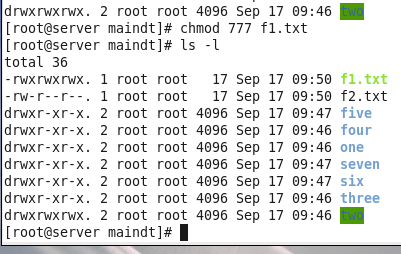 drwxrwxrwx. 2 root root 4096 Sep 17 09:46 two
[root@server maindt]# chmod 777 f1.txt
[root@server maindt]# ls -l
total 36
-rwxrwxrwx. 1 root root   17 Sep 17 09:50 f1.txt
-rw-r--r--. 1 root root   17 Sep 17 09:50 f2.txt
drwxr-xr-x. 2 root root 4096 Sep 17 09:47 five
drwxr-xr-x. 2 root root 4096 Sep 17 09:46 four
drwxr-xr-x. 2 root root 4096 Sep 17 09:46 one
drwxr-xr-x. 2 root root 4096 Sep 17 09:47 seven
drwxr-xr-x. 2 root root 4096 Sep 17 09:47 six
drwxr-xr-x. 2 root root 4096 Sep 17 09:46 three
drwxrwxrwx. 2 root root 4096 Sep 17 09:46 two
[root@server maindt]#